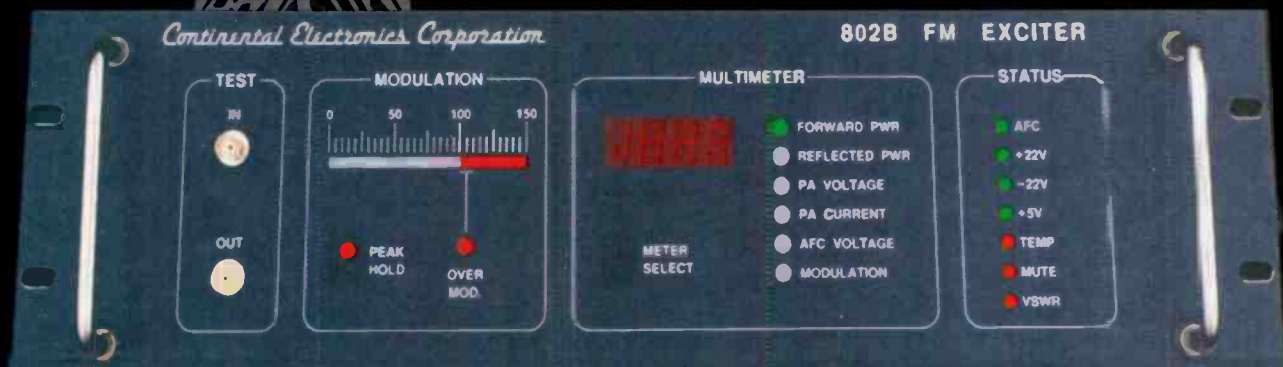 Continental Electronics Corporation
802B FM EXCITER
TEST
IN
OUT
MODULATION
0 50 100 150
PEAK
HOLD
OVER
MOD.
MULTIMETER
FORWARD PWR
REFLECTED PWR
PA VOLTAGE
PA CURRENT
AFC VOLTAGE
MODULATION
METER
SELECT
STATUS
AFC
+22V
-22V
+5V
TEMP
MUTE
VSWR